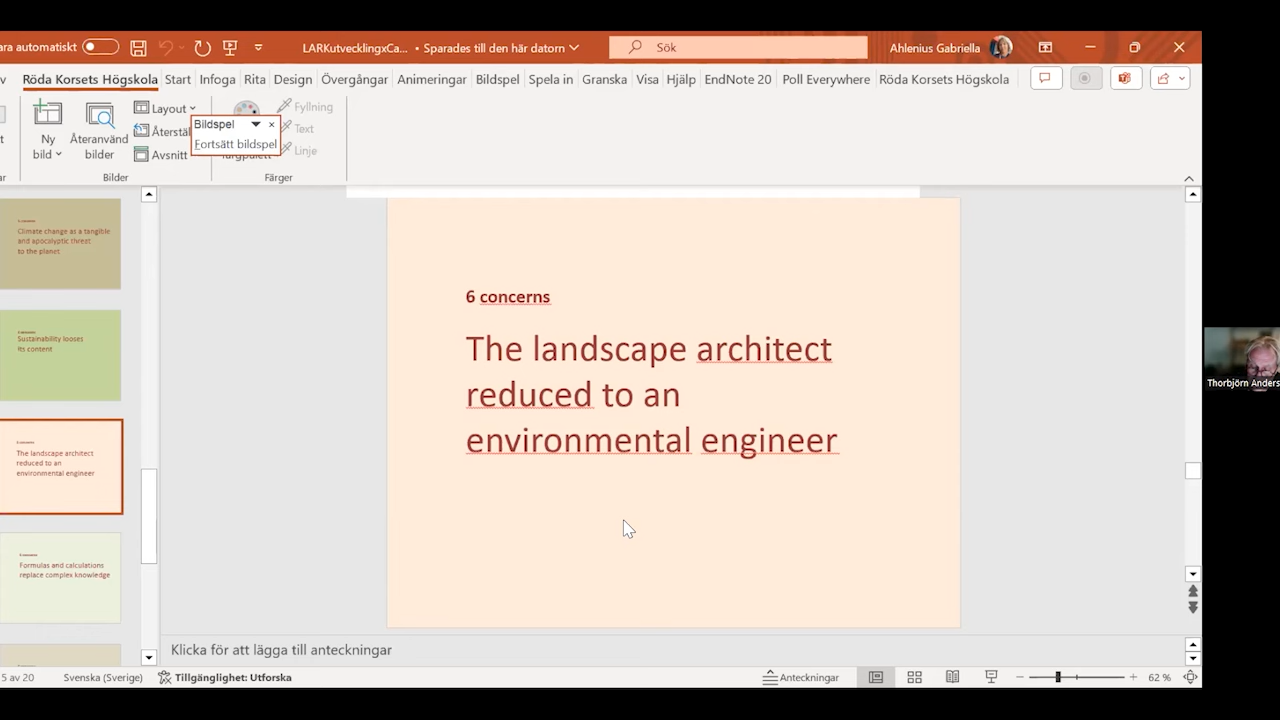 ara automatiskt
LARKutvecklingxCa... • Sparades till den här datorn
Sök
Ahlenius Gabriella
Röda Korsets Högskola Start Infoga Rita Design Övergångar Animeringar Bildspel Spela in Granska Visa Hjälp EndNote 20 Poll Everywhere Röda Korsets Högskola
Ny bild
Återanvänd bilder
Layout
Återstäl
Avsnitt
Bilder
Bildspel
Fortsätt bildspel
Fyllning
Text
Linje
Färger
Climate change as a tangible
and apocalyptic threat
to the planet
Sustainability looses
its content
The landscape architect
reduced to an
environmental engineer
Formulas and calculations
replace complex knowledge
6 concerns
The landscape architect
reduced to an
environmental engineer
Thorbjörn Anders
Klicka för att lägga till anteckningar
5 av 20
Svenska (Sverige)
Tillgänglighet: Utforska
Anteckningar
62 %